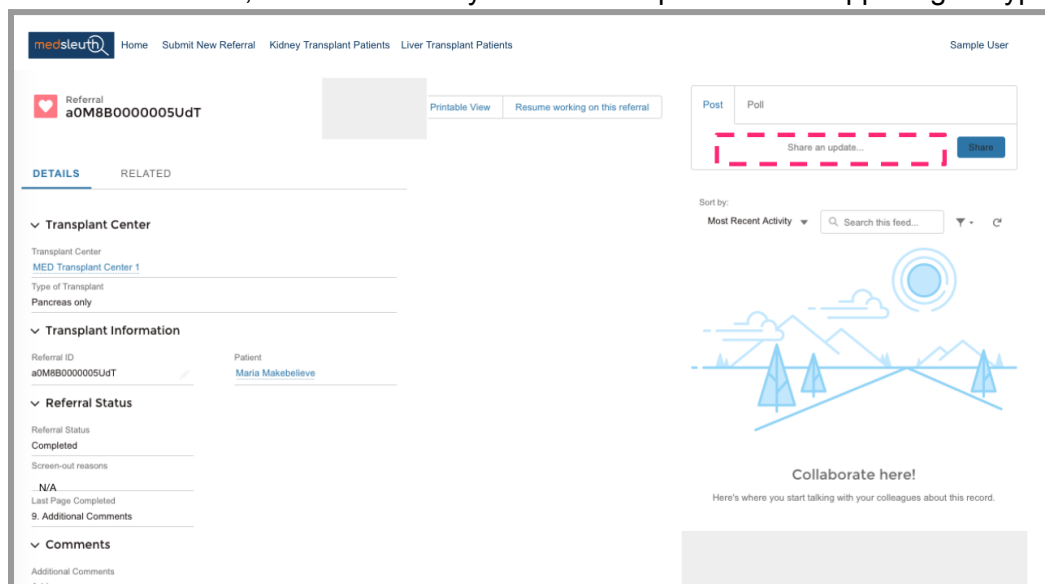 medsleuth Home Submit New Referral Kidney Transplant Patients Liver Transplant Patients Sample User
Referral
a0M8B0000005UdT
Printable View Resume working on this referral
Post Poll
Share an update... Share
DETAILS RELATED
Sort by:
Most Recent Activity Search this feed...
Transplant Center
Transplant Center
MED Transplant Center 1
Type of Transplant
Pancreas only
Transplant Information
Referral ID Patient
a0M8B0000005UdT Maria Makebelieve
Referral Status
Referral Status
Completed
Screen-out reasons
N/A
Last Page Completed
9. Additional Comments
Collaborate here!
Here's where you start talking with your colleagues about this record.
Comments
Additional Comments